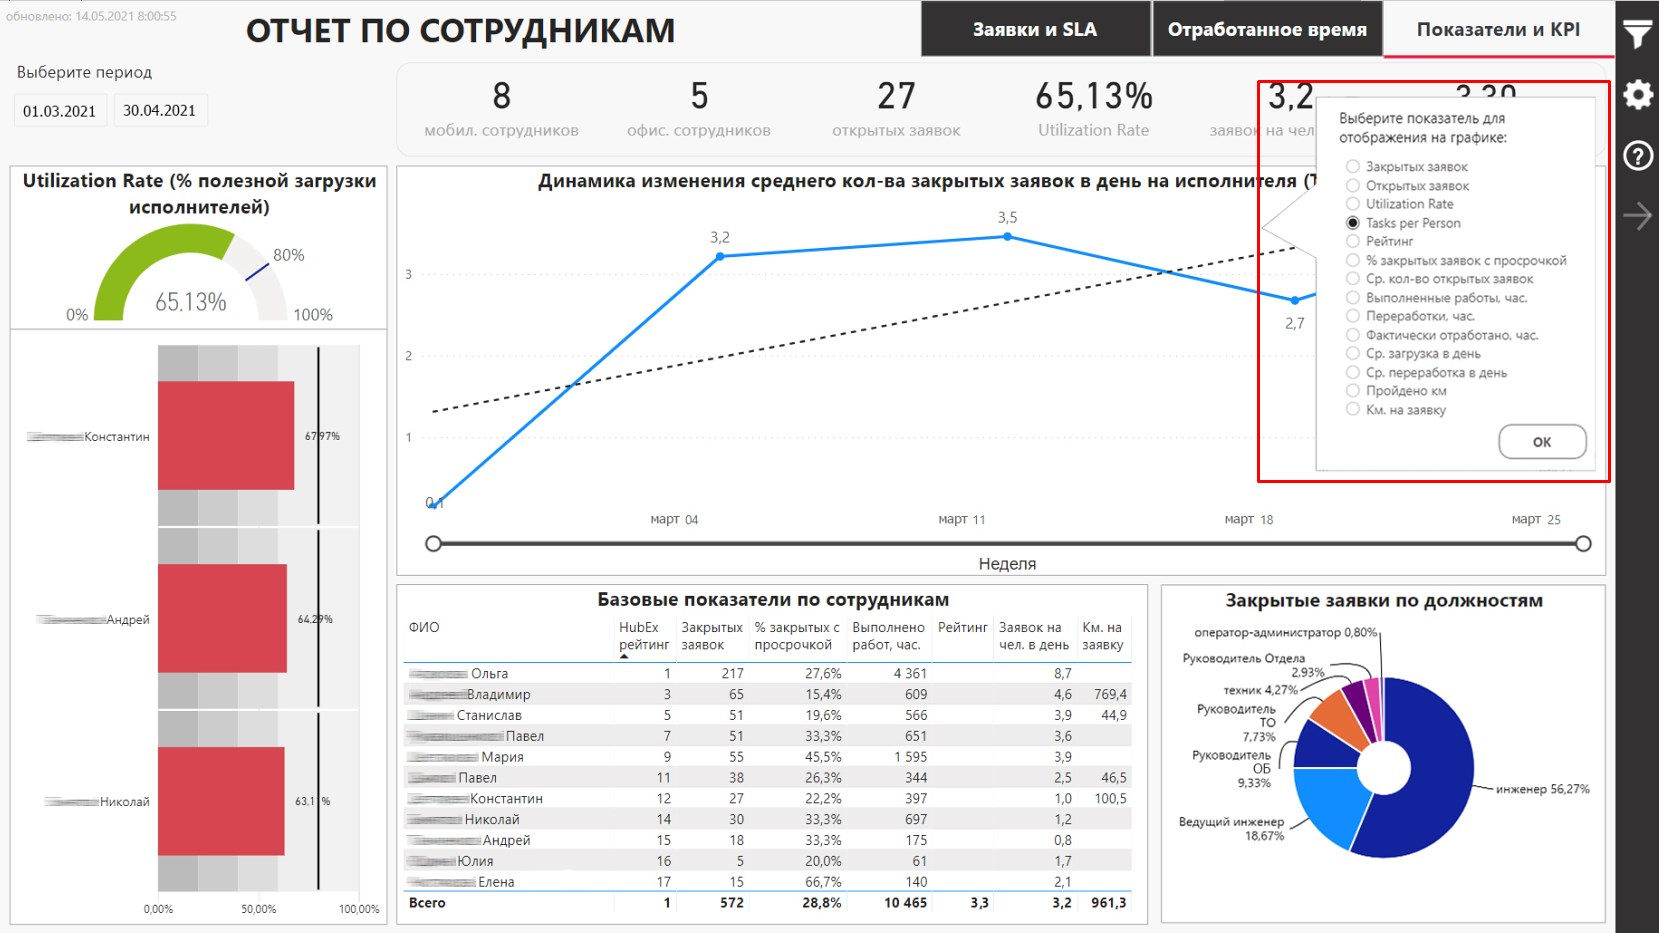 обновлено: 14.05.2021 8:00:55
ОТЧЕТ ПО СОТРУДНИКАМ
Заявки и SLA
Отработанное время
Показатели и KPI
Выберите период
01.03.2021
30.04.2021
8
мобил. сотрудников
5
офис. сотрудников
27
открытых заявок
65,13%
Utilization Rate
3,2
заявок на чел
3,30
Utilization Rate (% полезной загрузки
исполнителей)
80%
65,13%
0%
100%
Константин
67,97%
Андрей
64,29%
Николай
63,11%
0,00%
50,00%
100,00%
Динамика изменения среднего кол-ва закрытых заявок в день на исполнителя (T
3,5
3,2
3
2,7
2
1
0,1
март 04
март 11
март 18
март 25
Неделя
Выберите показатель для
отображения на графике:
Закрытых заявок
Открытых заявок
Utilization Rate
Tasks per Person
Рейтинг
% закрытых заявок с просрочкой
Ср. кол-во открытых заявок
Выполненные работы, час.
Переработки, час.
Фактически отработано, час.
Ср. загрузка в день
Ср. переработка в день
Пройдено км
Км. на заявку
ОК
Базовые показатели по сотрудникам
ФИО HubEx рейтинг Закрытых заявок % закрытых с просрочкой Выполнено работ, час. Рейтинг Заявок на чел. в день Км. на заявку
Ольга 1 217 27,6% 4 361 8,7
Владимир 3 65 15,4% 609 4,6 769,4
Станислав 5 51 19,6% 566 3,9 44,9
Павел 7 51 33,3% 651 3,6
Мария 9 55 45,5% 1 595 3,9
Павел 11 38 26,3% 344 2,5 46,5
Константин 12 27 22,2% 397 1,0 100,5
Николай 14 30 33,3% 697 1,2
Андрей 15 18 33,3% 175 0,8
Юлия 16 5 20,0% 61 1,7
Елена 17 15 66,7% 140 2,1
Всего 1 572 28,8% 10 465 3,3 3,2 961,3
Закрытые заявки по должностям
оператор-администратор 0,80%
Руководитель Отдела
2,93%
техник 4,27%
Руководитель
ТО
7,73%
Руководитель
ОБ
9,33%
Ведущий инженер
18,67%
инженер 56,27%